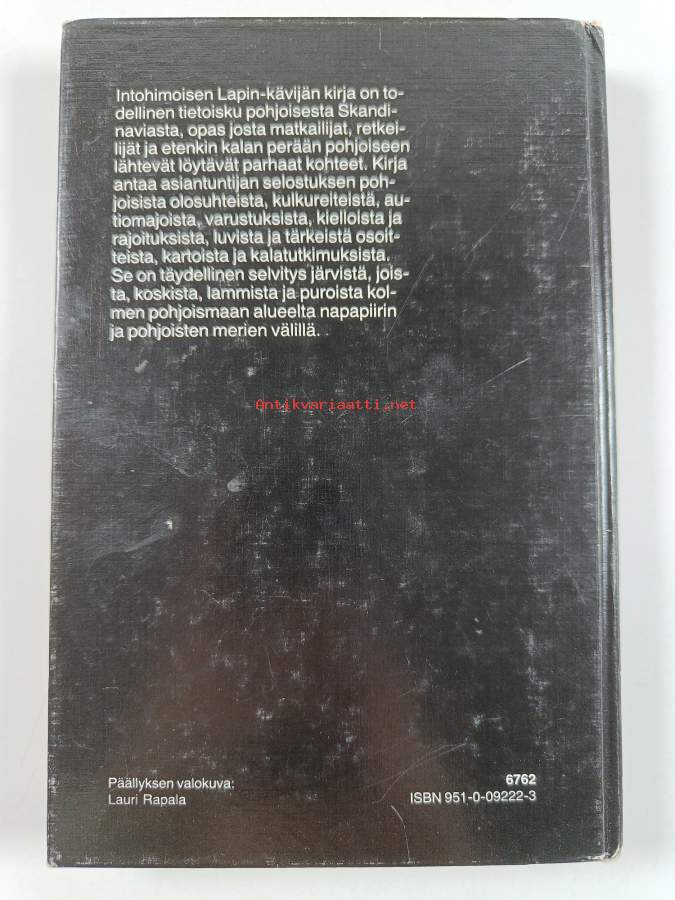 Intohimoisen Lapin-kävijän kirja on to-
dellinen tietoisku pohjoisesta Skandi-
naviasta, opas josta matkailijat, retkei-
lijät ja etenkin kalan perään pohjoiseen
lähtevät löytävät parhaat kohteet. Kirja
antaa asiantuntijan selostuksen poh-
joisista olosuhteista, kulkureiteistä, au-
tiomajoista, varustuksista, kielloista ja
rajoituksista, luvista ja tärkeistä osoit-
teista, kartoista ja kalatutkimuksista.
Se on täydellinen selvitys järvistä, jois-
ta, koskista, lammista ja puroista kol-
men pohjoismaan alueelta napapiirin
ja pohjoisten merien välillä.
Antikvariaatti.net
Päällyksen valokuva:
Lauri Rapala
6762
ISBN 951-0-09222-3